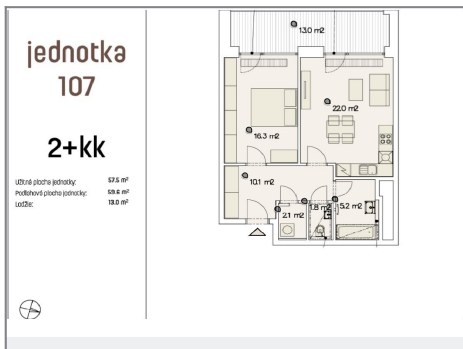 jednotka
107
2+kk
Užitná plocha jednotky: 57.5 m²
Podlahová plocha jednotky: 59.6 m²
Lodžie: 13.0 m²
13.0 m2
22.0 m2
16.3 m2
10.1 m2
2.1 m2
1.8 m2
5.2 m2